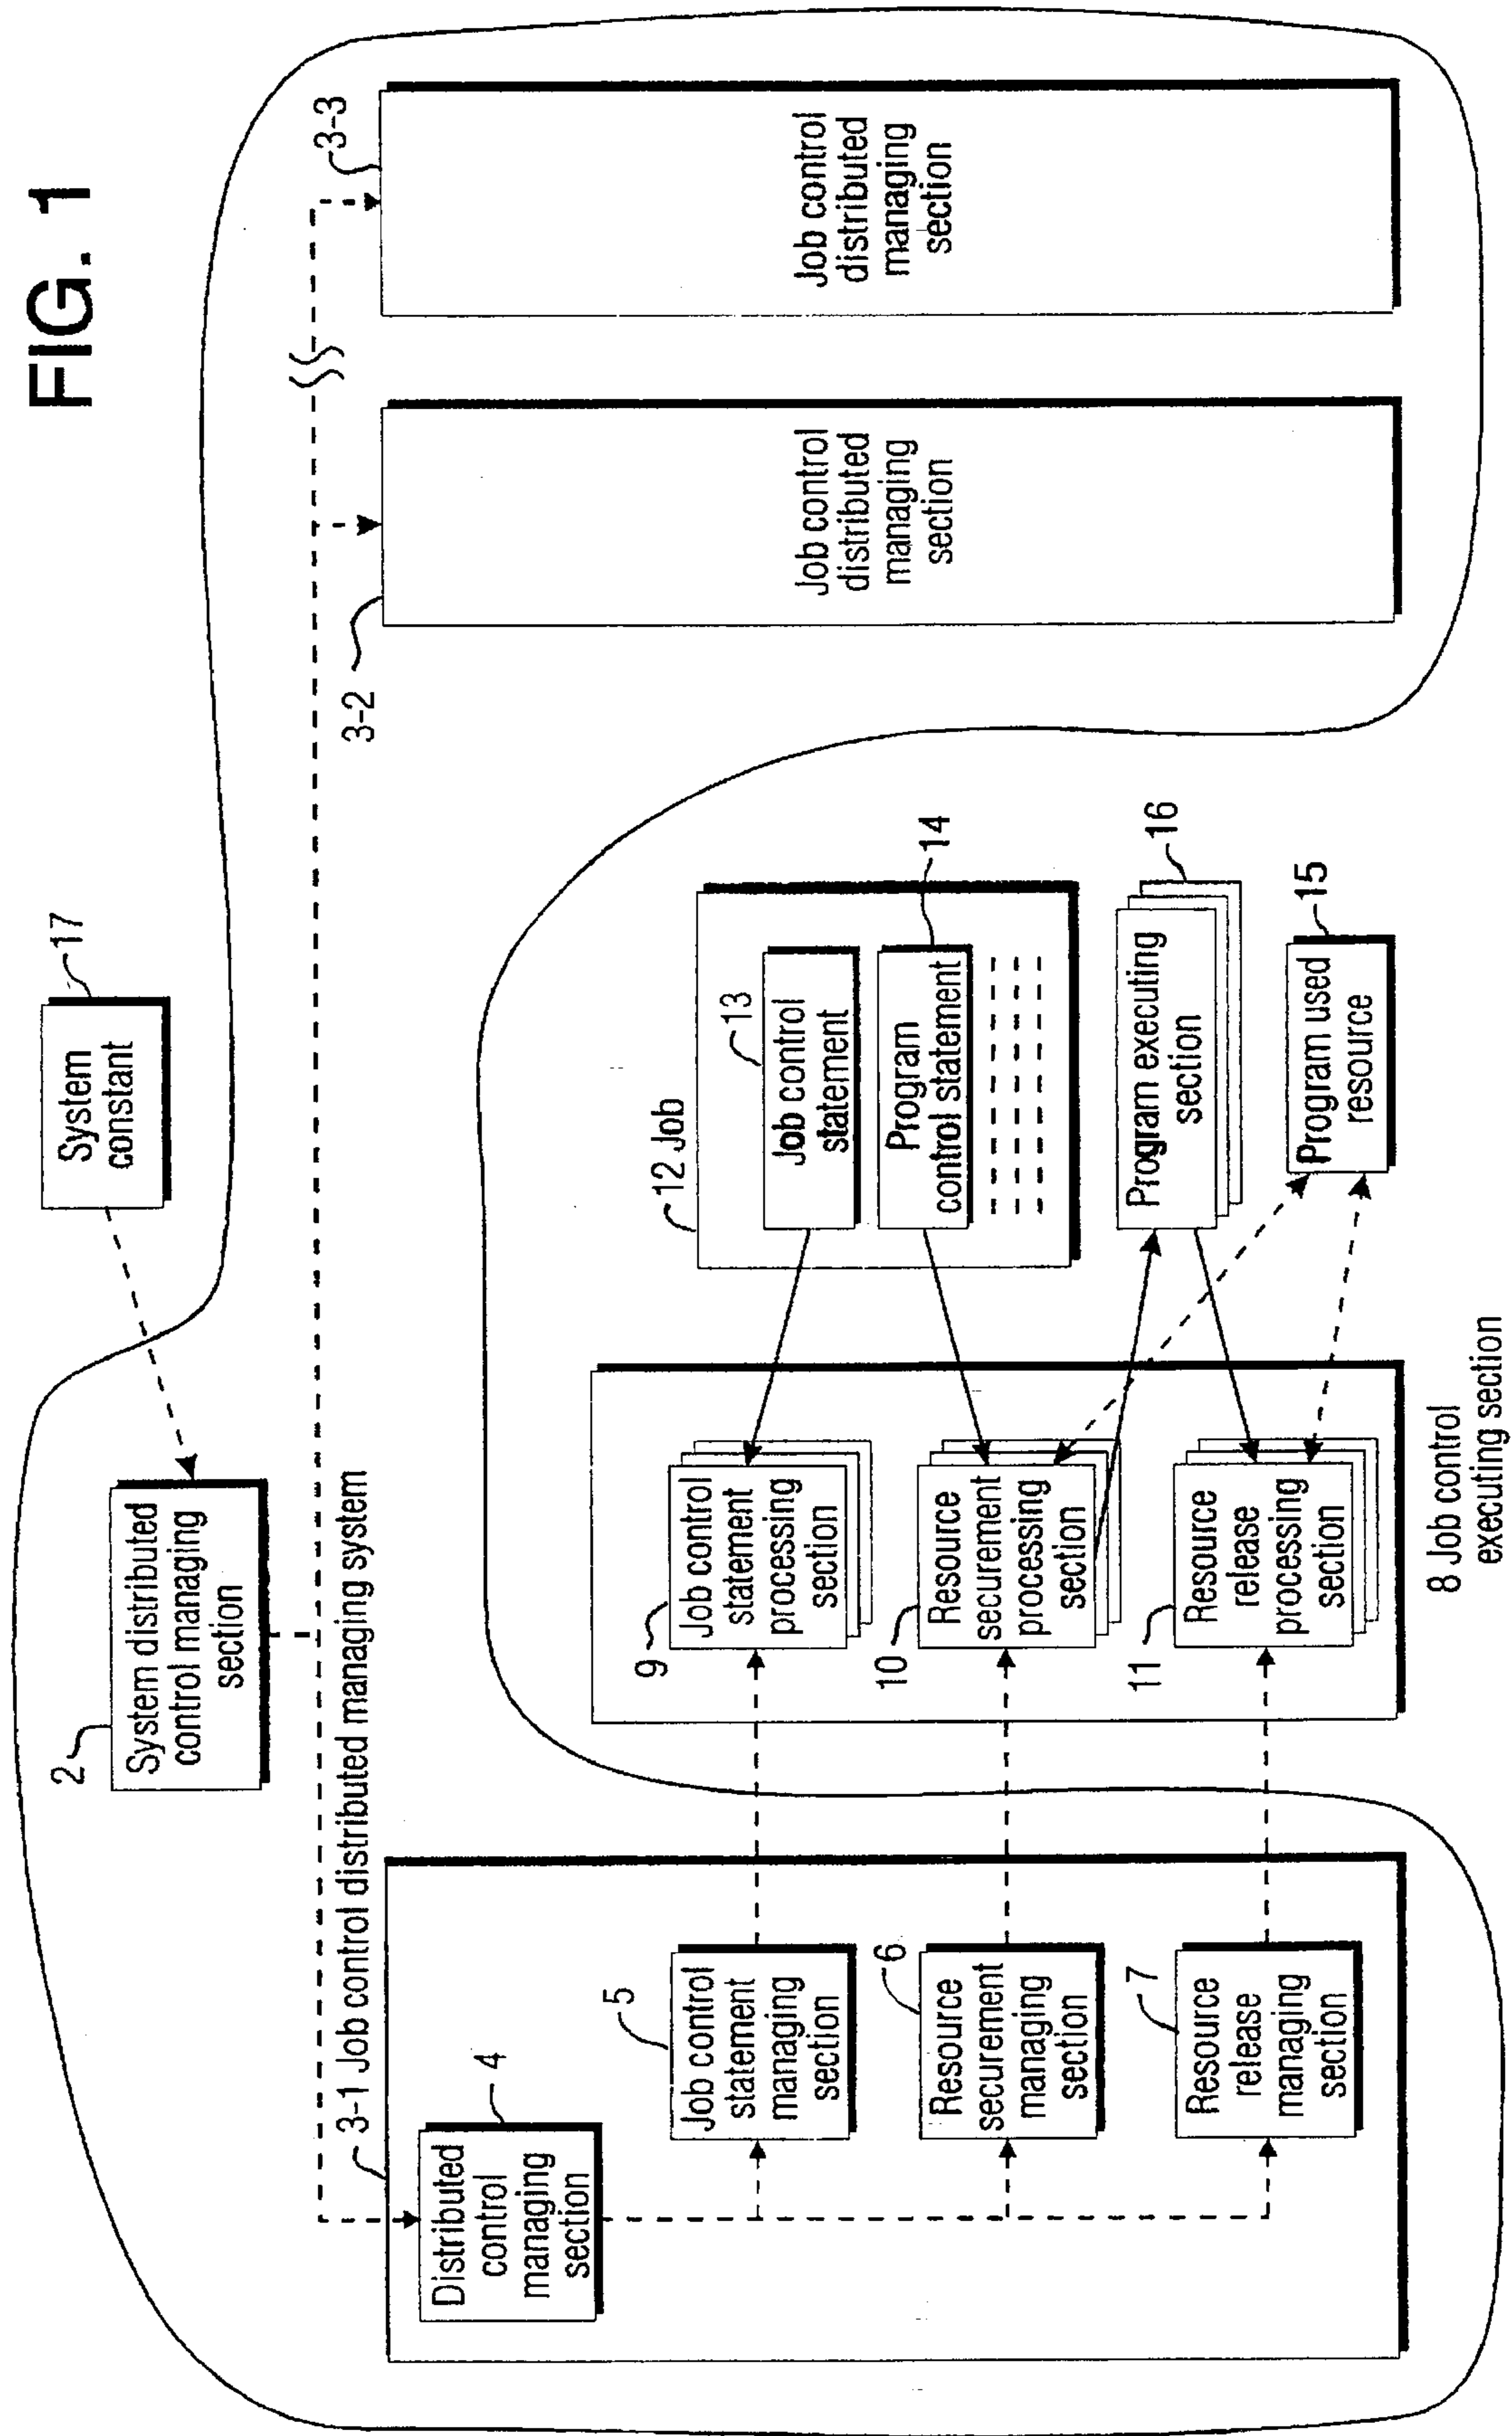 FIG. 1
System
constant
17
2
System distributed
control managing
section
3-1 Job control distributed managing system
4
Distributed
control
managing
section
5
Job control
statement
managing
section
6
Resource
securement
managing
section
7
Resource
release
managing
section
9
Job control
statement
processing
section
10
Resource
securement
processing
section
11
Resource
release
processing
section
8 Job control
executing section
12 Job
13
Job control
statement
14
Program
control statement
Program executing
section
16
Program used
resource
15
3-2
Job control
distributed
managing
section
3-3
Job control
distributed
managing
section